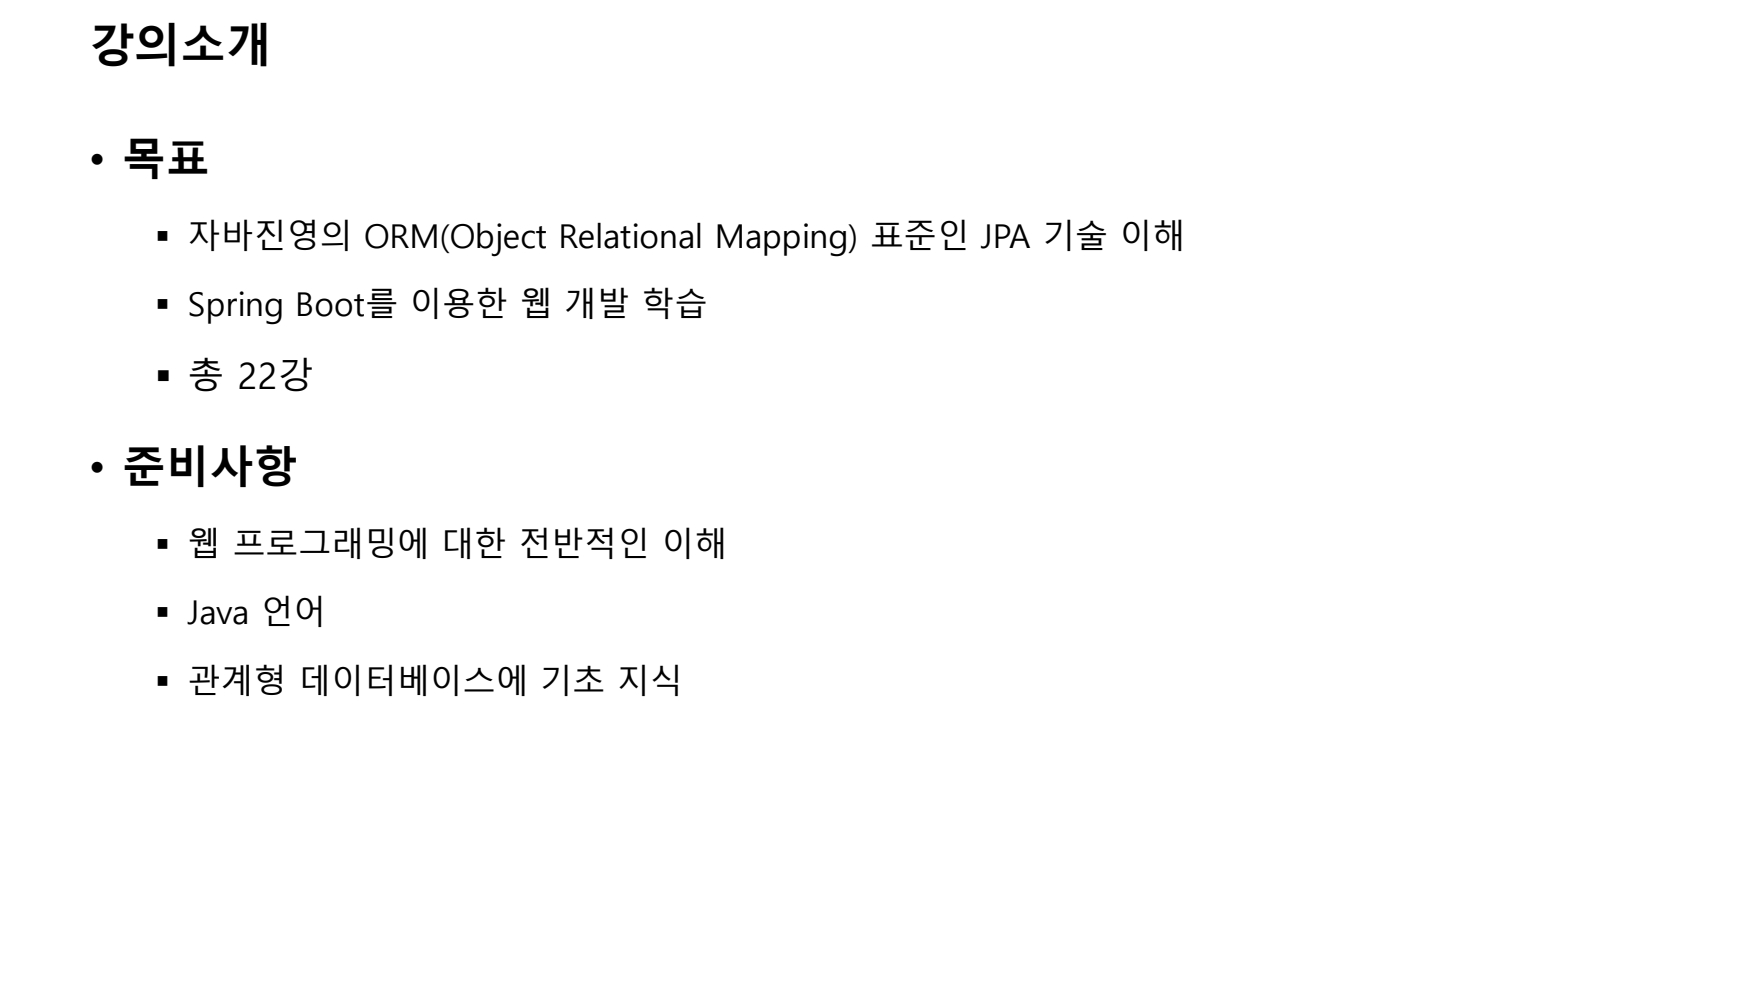 강의소개
• 목표
▪ 자바진영의 ORM(Object Relational Mapping) 표준인 JPA 기술 이해
▪ Spring Boot를 이용한 웹 개발 학습
▪ 총 22강
• 준비사항
▪ 웹 프로그래밍에 대한 전반적인 이해
▪ Java 언어
▪ 관계형 데이터베이스에 기초 지식